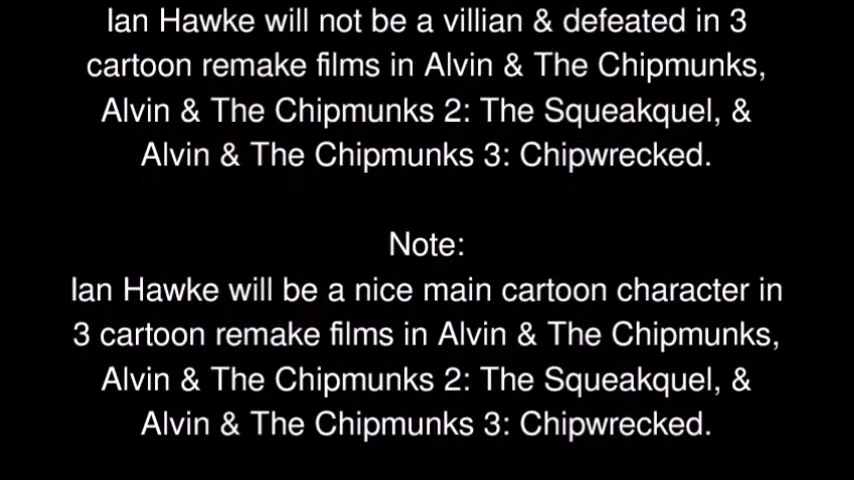 Ian Hawke will not be a villian & defeated in 3
cartoon remake films in Alvin & The Chipmunks,
Alvin & The Chipmunks 2: The Squeakquel, &
Alvin & The Chipmunks 3: Chipwrecked.
Note:
Ian Hawke will be a nice main cartoon character in
3 cartoon remake films in Alvin & The Chipmunks,
Alvin & The Chipmunks 2: The Squeakquel, &
Alvin & The Chipmunks 3: Chipwrecked.